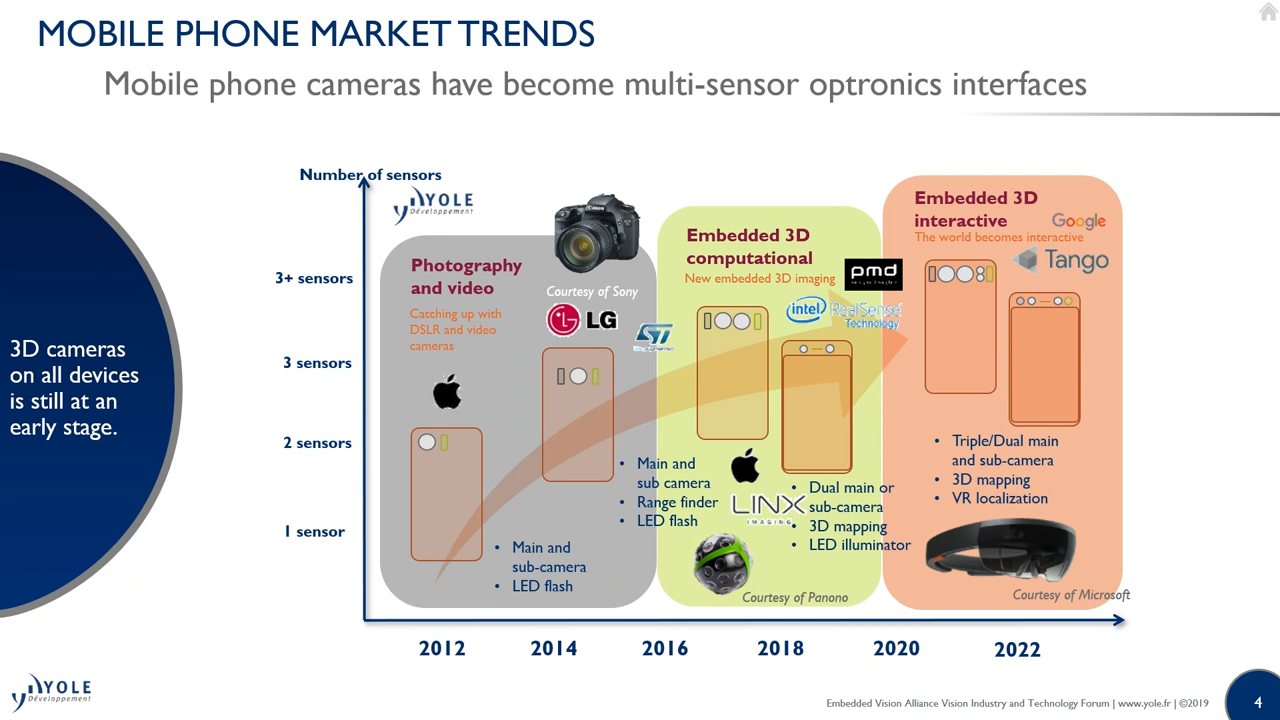 MOBILE PHONE MARKET TRENDS
Mobile phone cameras have become multi-sensor optronics interfaces
3D cameras
on all devices
is still at an
early stage.
Number of sensors
3+ sensors
3 sensors
2 sensors
1 sensor
YOLE
Développement
Photography
and video
Catching up with
DSLR and video
cameras
Canon
Courtesy of Sony
LG
ST
Main and
sub-camera
• LED flash
• Main and
sub camera
• Range finder
• LED flash
Embedded 3D
computational
New embedded 3D imaging
pmd
intel RealSense
Technology
LINX
IMAGING
• Dual main or
sub-camera
• 3D mapping
• LED illuminator
Courtesy of Panono
Embedded 3D
interactive
The world becomes interactive
Google
Tango
• Triple/Dual main
and sub-camera
• 3D mapping
• VR localization
Courtesy of Microsoft
2012
2014
2016
2018
2020
2022
YOLE
Développement
Embedded Vision Alliance Vision Industry and Technology Forum | www.yole.fr | ©2019
4